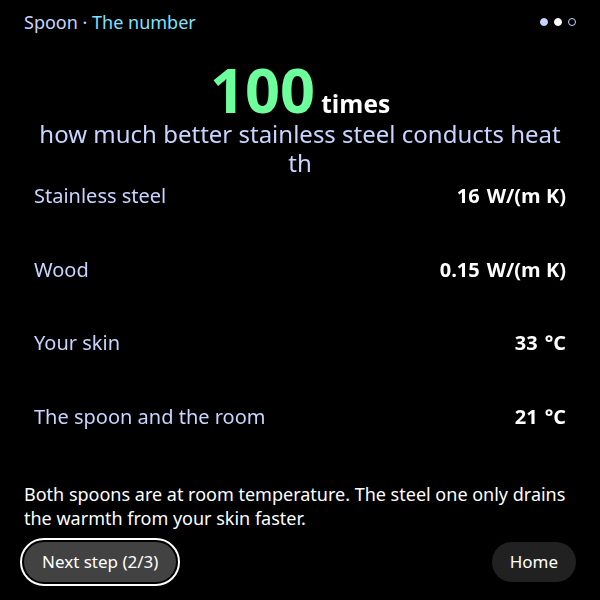 Spoon · The number
100 times
how much better stainless steel conducts heat
th
Stainless steel 16 W/(m K)
Wood 0.15 W/(m K)
Your skin 33 °C
The spoon and the room 21 °C
Both spoons are at room temperature. The steel one only drains
the warmth from your skin faster.
Next step (2/3) Home